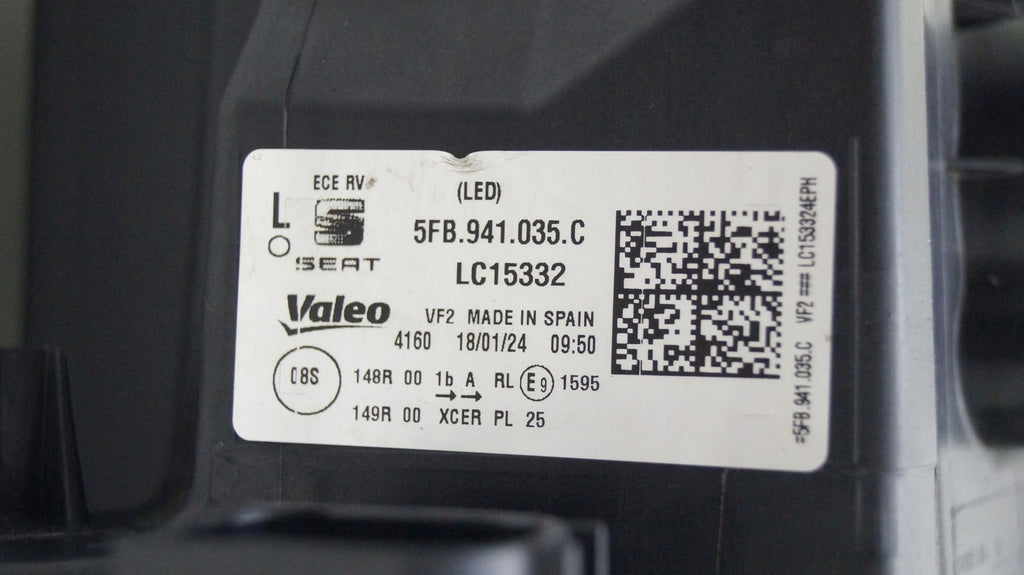 ECE RV
L
SEAT
(LED)
5FB.941.035.C
LC15332
Valeo
VF2 MADE IN SPAIN
4160 18/01/24 09:50
08S
148R 00 1b A RL E9 1595
149R 00 XCER PL 25
=5FB.941.035.C VF2 ### LC153324EPH